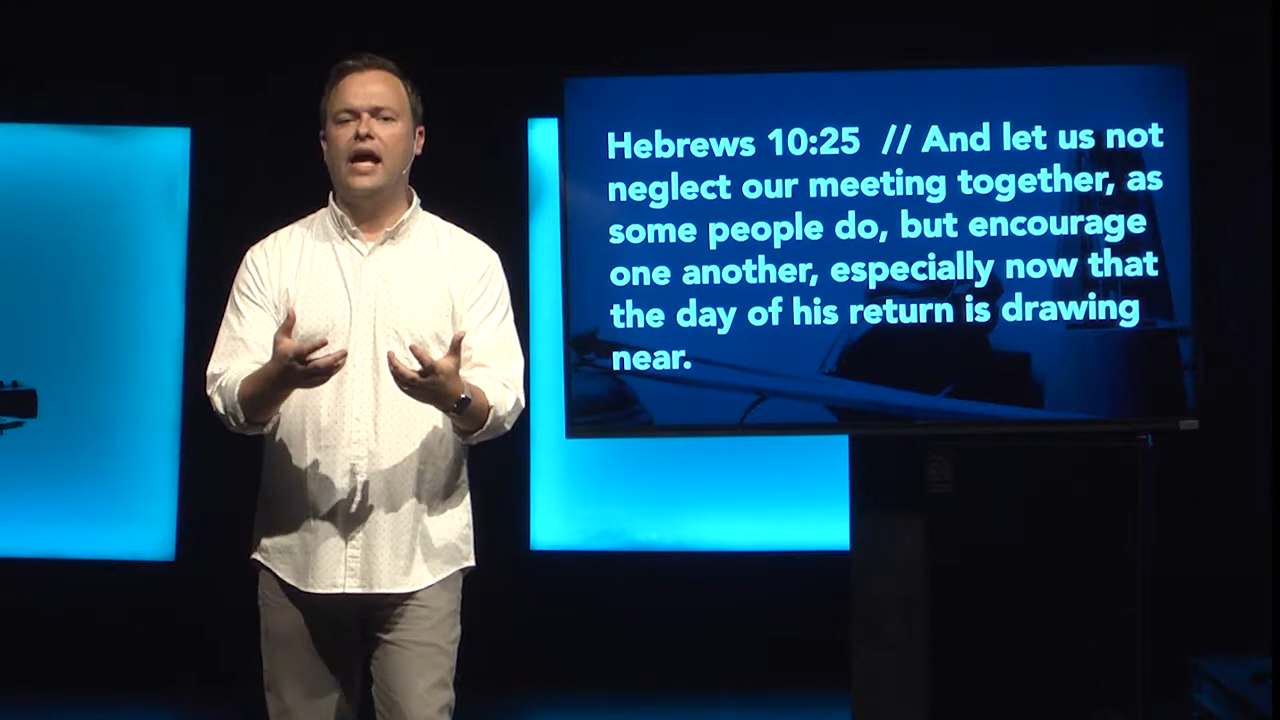 Hebrews 10:25 // And let us not
neglect our meeting together, as
some people do, but encourage
one another, especially now that
the day of his return is drawing
near.